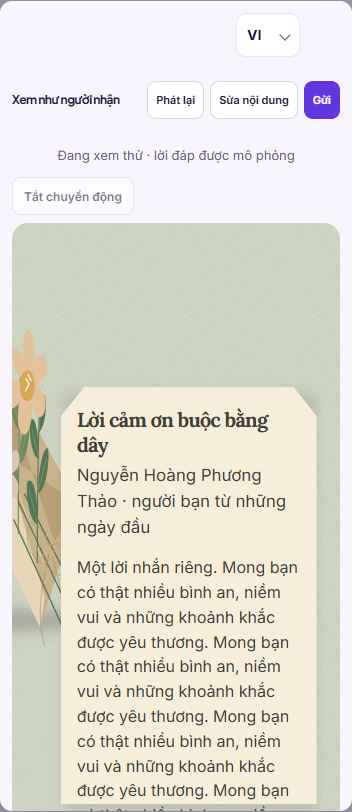 VI
Xem như người nhận
Phát lại
Sửa nội dung
Gửi
Đang xem thử · lời đáp được mô phỏng
Tắt chuyển động
Lời cảm ơn buộc bằng
dây
Nguyễn Hoàng Phương
Thảo · người bạn từ những
ngày đầu
Một lời nhắn riêng. Mong bạn
có thật nhiều bình an, niềm
vui và những khoảnh khắc
được yêu thương. Mong bạn
có thật nhiều bình an, niềm
vui và những khoảnh khắc
được yêu thương. Mong bạn
có thật nhiều bình an, niềm
vui và những khoảnh khắc
được yêu thương. Mong bạn